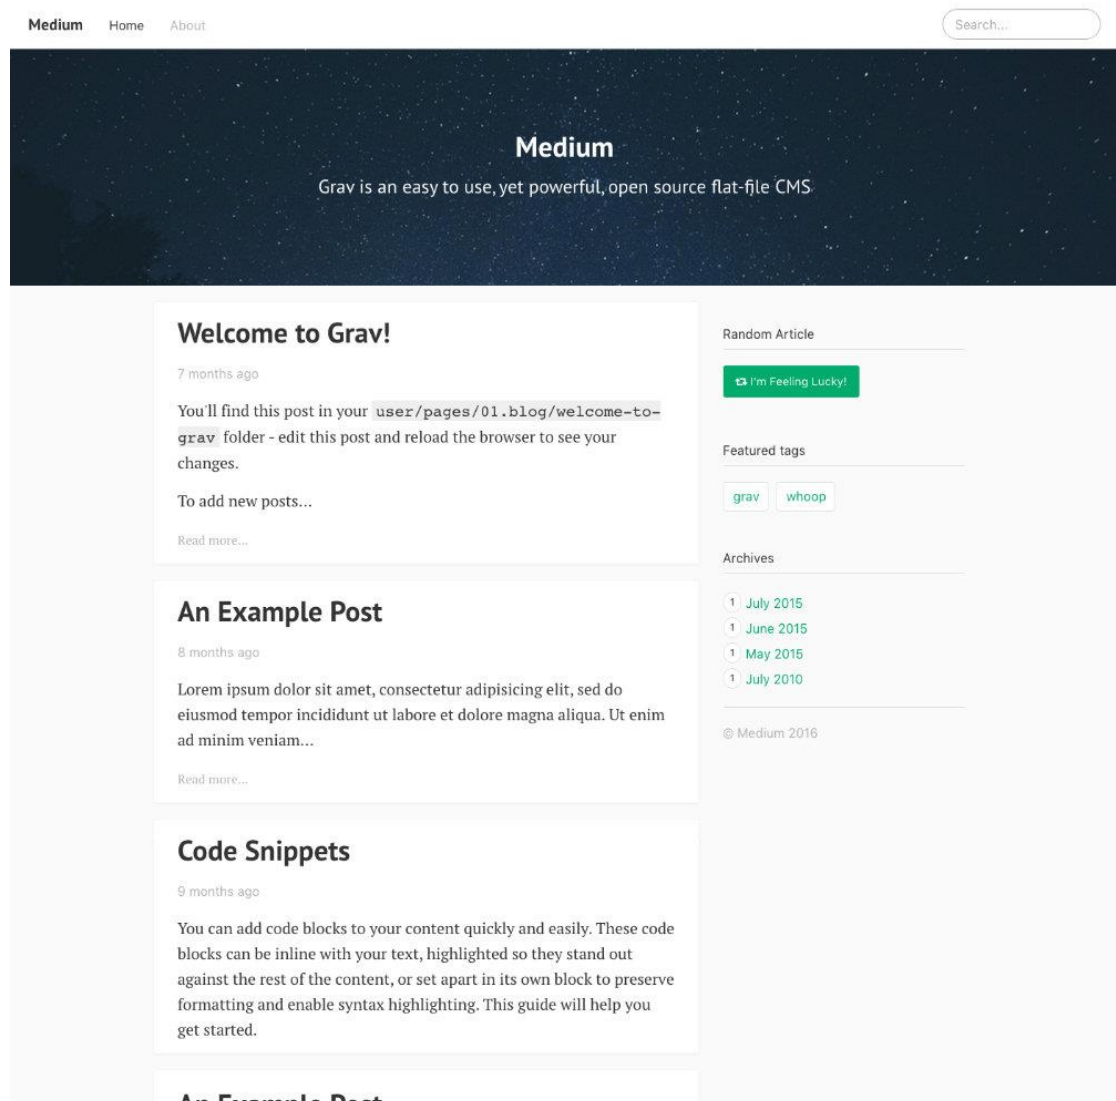 Medium Home About Search...
Medium
Grav is an easy to use, yet powerful, open source flat-file CMS
Welcome to Grav!
7 months ago
You'll find this post in your user/pages/01.blog/welcome-to-
grav folder - edit this post and reload the browser to see your
changes.
To add new posts...
Read more...
An Example Post
8 months ago
Lorem ipsum dolor sit amet, consectetur adipisicing elit, sed do
eiusmod tempor incididunt ut labore et dolore magna aliqua. Ut enim
ad minim veniam...
Read more...
Code Snippets
9 months ago
You can add code blocks to your content quickly and easily. These code
blocks can be inline with your text, highlighted so they stand out
against the rest of the content, or set apart in its own block to preserve
formatting and enable syntax highlighting. This guide will help you
get started.
An Example Post
Random Article
I'm Feeling Lucky!
Featured tags
grav whoop
Archives
1 July 2015
1 June 2015
1 May 2015
1 July 2010
© Medium 2016